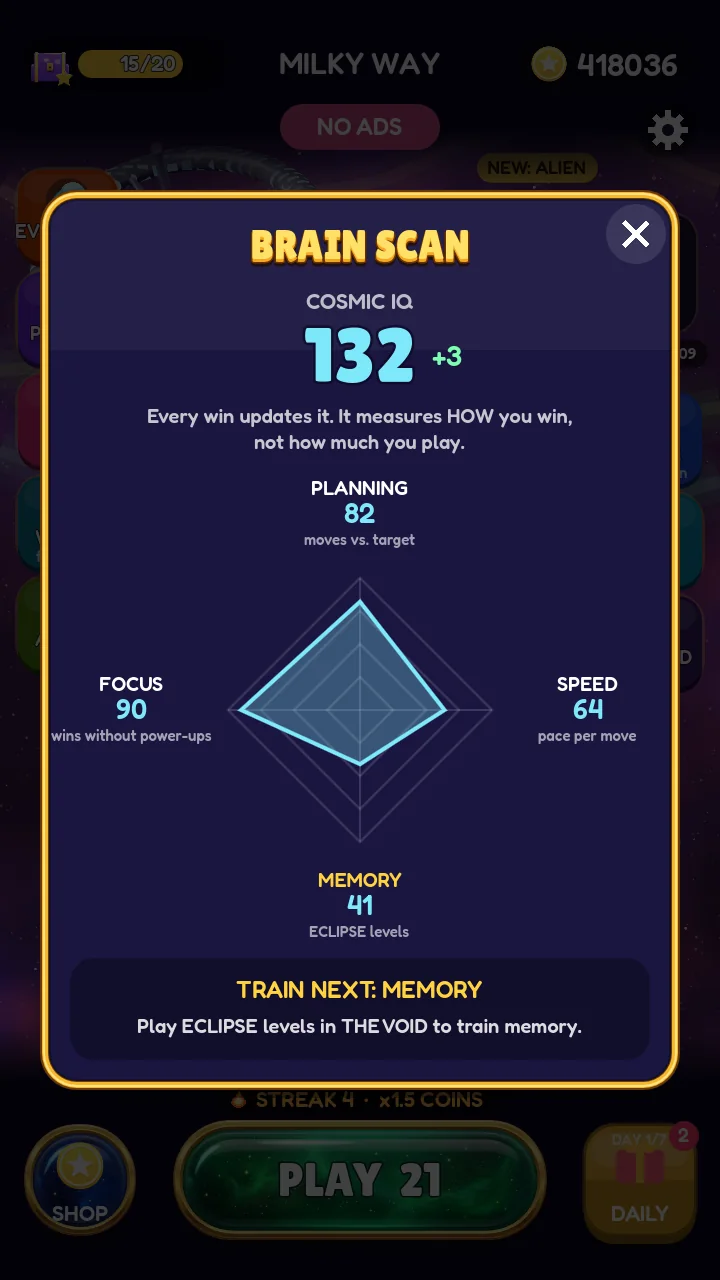 15/20
MILKY WAY
418036
NO ADS
NEW: ALIEN
EV
BRAIN SCAN
COSMIC IQ
132 +3
Every win updates it. It measures HOW you win,
not how much you play.
PLANNING
82
moves vs. target
FOCUS
90
wins without power-ups
SPEED
64
pace per move
MEMORY
41
ECLIPSE levels
TRAIN NEXT: MEMORY
Play ECLIPSE levels in THE VOID to train memory.
STREAK 4 · x1.5 COINS
SHOP
PLAY 21
DAY 1/7
2
DAILY